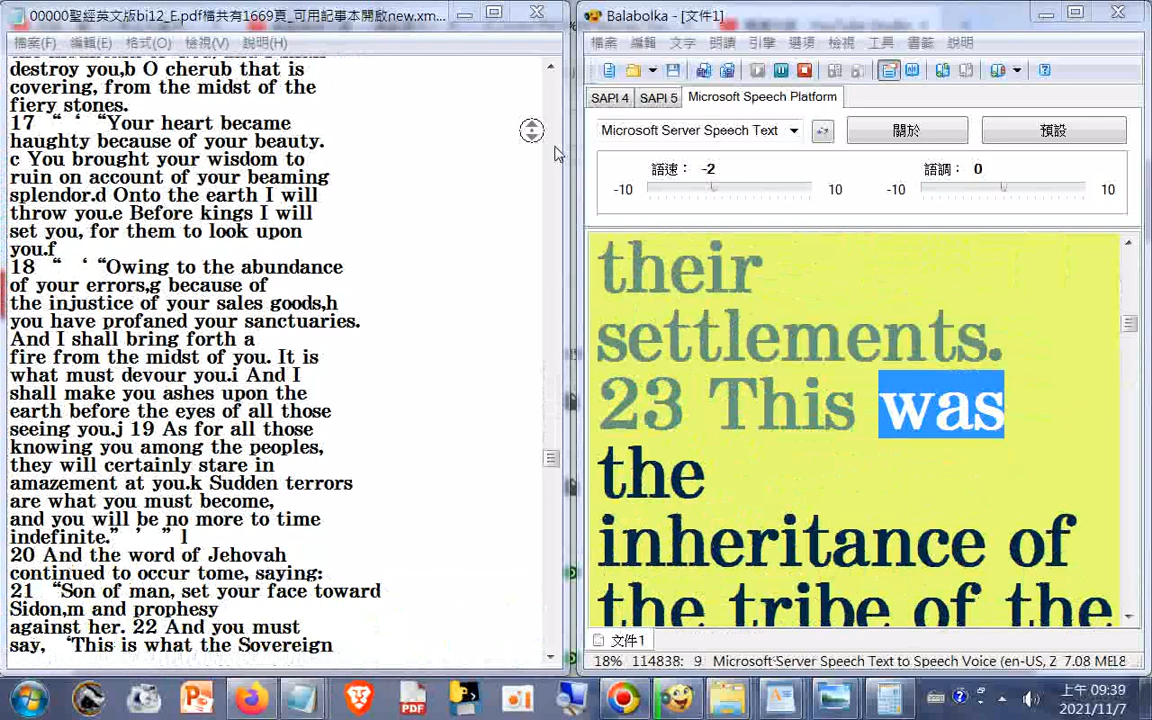 00000聖經英文版bi12_E.pdf檔共有1669頁_可用記事本開啟new.xm...
檔案(F) 編輯(E) 格式(O) 檢視(V) 說明(H)
destroy you,b O cherub that is
covering, from the midst of the
fiery stones.
17 “ ‘ “Your heart became
haughty because of your beauty.
c You brought your wisdom to
ruin on account of your beaming
splendor.d Onto the earth I will
throw you.e Before kings I will
set you, for them to look upon
you.f
18 “ ‘ “Owing to the abundance
of your errors,g because of
the injustice of your sales goods,h
you have profaned your sanctuaries.
And I shall bring forth a
fire from the midst of you. It is
what must devour you.i And I
shall make you ashes upon the
earth before the eyes of all those
seeing you.j 19 As for all those
knowing you among the peoples,
they will certainly stare in
amazement at you.k Sudden terrors
are what you must become,
and you will be no more to time
indefinite.” ’ ” l
20 And the word of Jehovah
continued to occur tome, saying:
21 “Son of man, set your face toward
Sidon,m and prophesy
against her. 22 And you must
say, ‘This is what the Sovereign
Balabolka - [文件1]
檔案 編輯 文字 朗讀 引擎 選項 檢視 工具 書籤 說明
SAPI 4 SAPI 5 Microsoft Speech Platform
Microsoft Server Speech Text 關於 預設
語速： -2 語調： 0
-10 10 -10 10
their
settlements.
23 This was
the
inheritance of
the tribe of the
文件1
18% 114838: 9 Microsoft Server Speech Text to Speech Voice (en-US, Z 7.08 MB
上午 09:39
2021/11/7